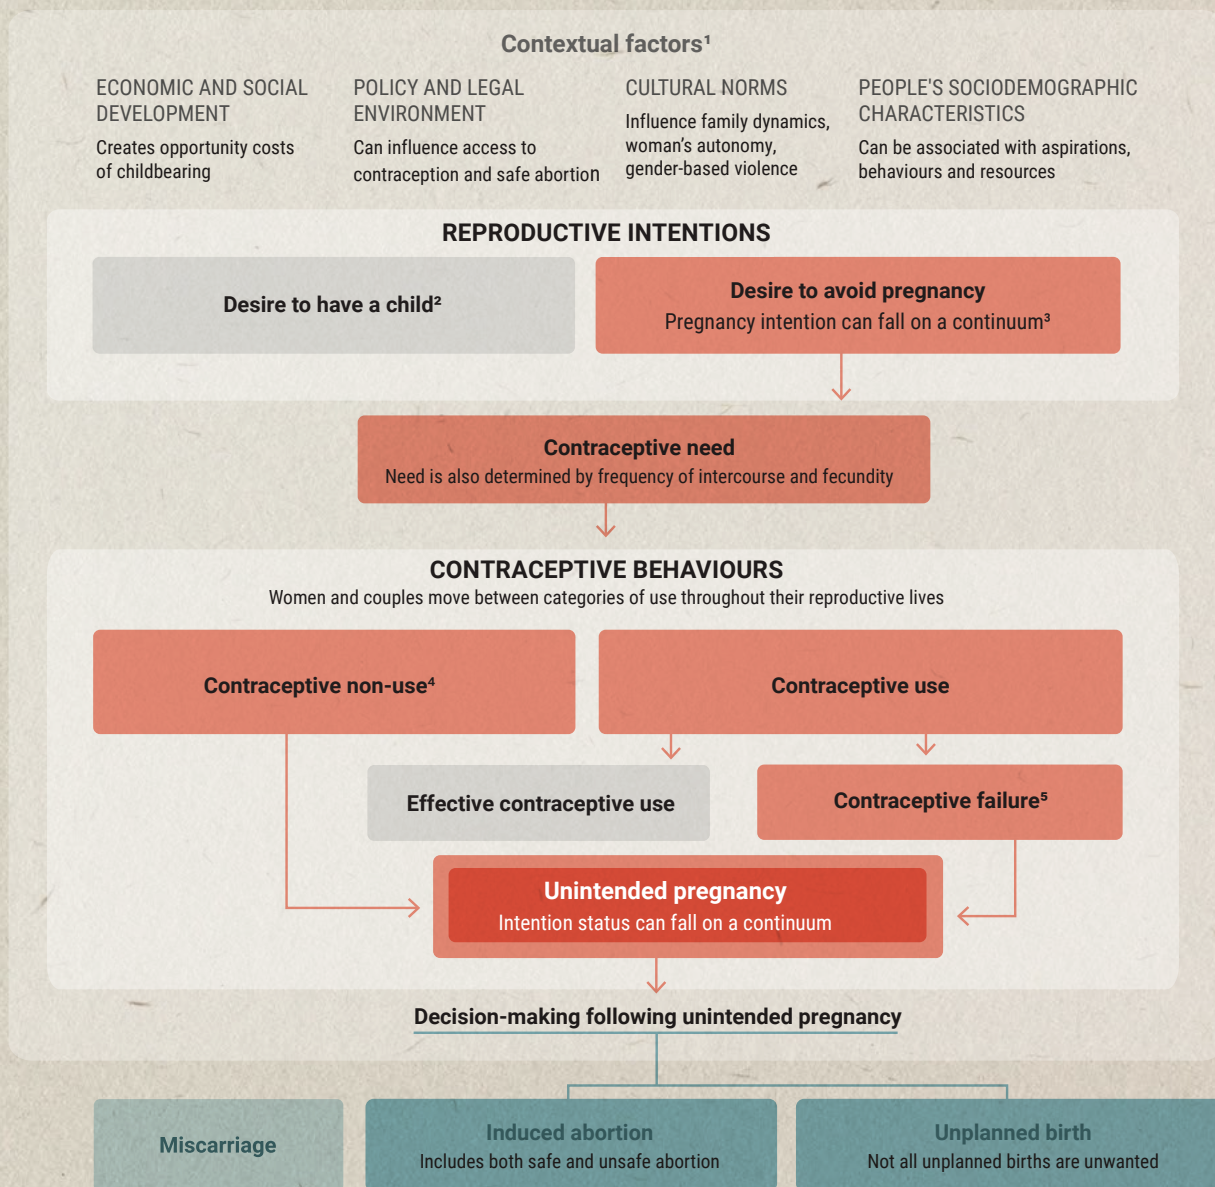 Contextual factors¹
ECONOMIC AND SOCIAL
DEVELOPMENT
Creates opportunity costs
of childbearing
POLICY AND LEGAL
ENVIRONMENT
Can influence access to
contraception and safe abortion
CULTURAL NORMS
Influence family dynamics,
woman's autonomy,
gender-based violence
PEOPLE'S SOCIODEMOGRAPHIC
CHARACTERISTICS
Can be associated with aspirations,
behaviours and resources
REPRODUCTIVE INTENTIONS
Desire to have a child²
Desire to avoid pregnancy
Pregnancy intention can fall on a continuum³
Contraceptive need
Need is also determined by frequency of intercourse and fecundity
CONTRACEPTIVE BEHAVIOURS
Women and couples move between categories of use throughout their reproductive lives
Contraceptive non-use⁴
Contraceptive use
Effective contraceptive use
Contraceptive failure⁵
Unintended pregnancy
Intention status can fall on a continuum
Decision-making following unintended pregnancy
Miscarriage
Induced abortion
Includes both safe and unsafe abortion
Unplanned birth
Not all unplanned births are unwanted